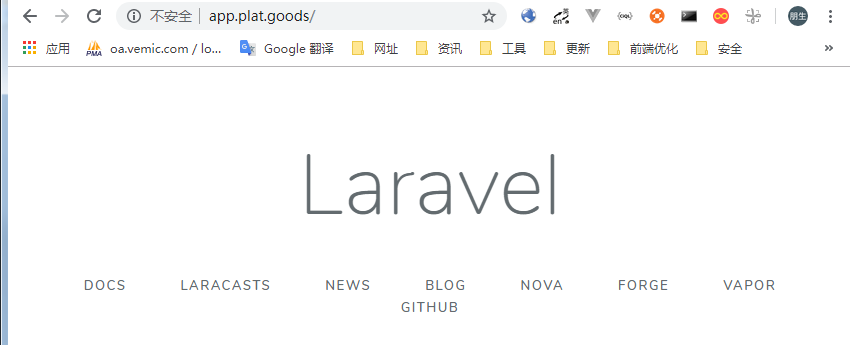 不安全 app.plat.goods/ 朋生
应用 PMA oa.vemic.com / lo... Google 翻译 网址 资讯 工具 更新 前端优化 安全 »
Laravel
DOCS LARACASTS NEWS BLOG NOVA FORGE VAPOR
GITHUB